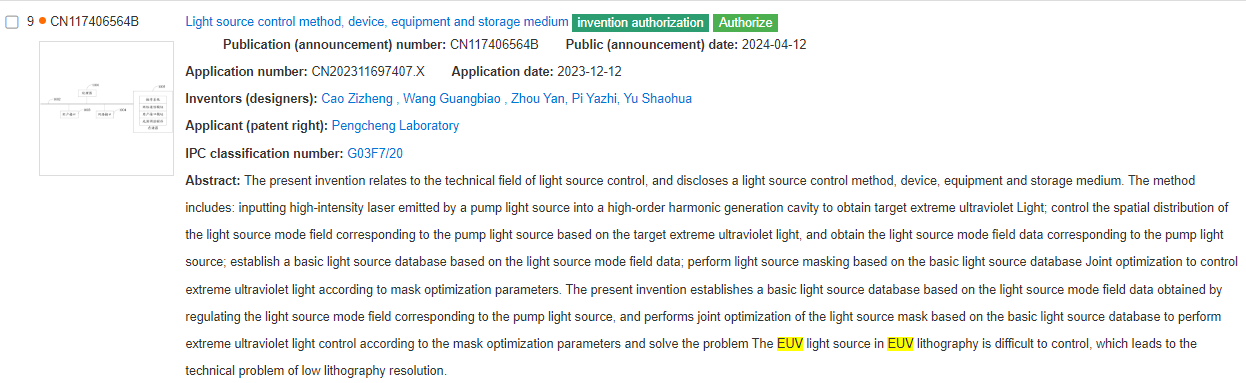 9 CN117406564B Light source control method, device, equipment and storage medium invention authorization Authorize
Publication (announcement) number: CN117406564B Public (announcement) date: 2024-04-12
Application number: CN202311697407.X Application date: 2023-12-12
Inventors (designers): Cao Zizheng , Wang Guangbiao , Zhou Yan, Pi Yazhi, Yu Shaohua
Applicant (patent right): Pengcheng Laboratory
IPC classification number: G03F7/20
Abstract: The present invention relates to the technical field of light source control, and discloses a light source control method, device, equipment and storage medium. The method
includes: inputting high-intensity laser emitted by a pump light source into a high-order harmonic generation cavity to obtain target extreme ultraviolet Light; control the spatial distribution of
the light source mode field corresponding to the pump light source based on the target extreme ultraviolet light, and obtain the light source mode field data corresponding to the pump light
source; establish a basic light source database based on the light source mode field data; perform light source masking based on the basic light source database Joint optimization to control
extreme ultraviolet light according to mask optimization parameters. The present invention establishes a basic light source database based on the light source mode field data obtained by
regulating the light source mode field corresponding to the pump light source, and performs joint optimization of the light source mask based on the basic light source database to perform
extreme ultraviolet light control according to the mask optimization parameters and solve the problem The EUV light source in EUV lithography is difficult to control, which leads to the
technical problem of low lithography resolution.